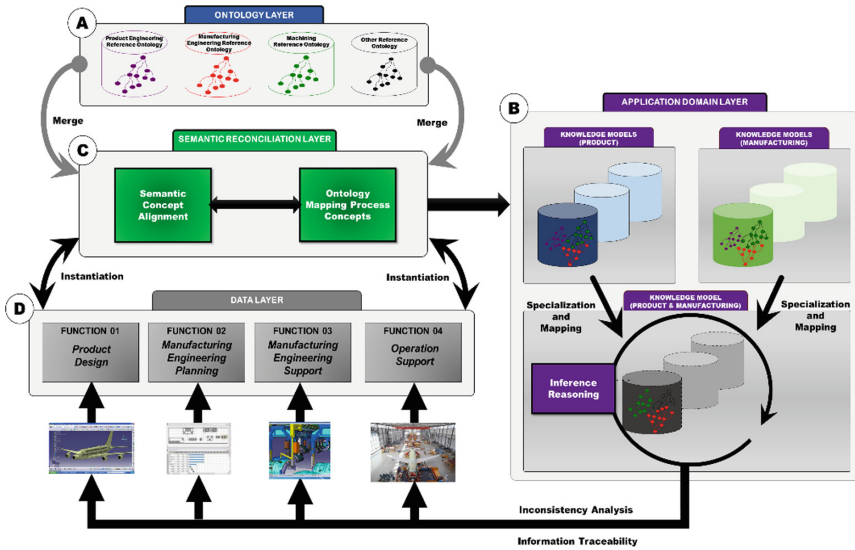 A
ONTOLOGY LAYER
Product Engineering
Reference Ontology
Manufacturing
Engineering Reference
Ontology
Machining
Reference Ontology
Other Reference
Ontology
Merge
Merge
B
APPLICATION DOMAIN LAYER
KNOWLEDGE MODELS
(PRODUCT)
KNOWLEDGE MODELS
(MANUFACTURING)
C
SEMANTIC RECONCILIATION LAYER
Semantic
Concept
Alignment
Ontology
Mapping Process
Concepts
Instantiation
Instantiation
Specialization
and
Mapping
KNOWLEDGE MODEL
(PRODUCT & MANUFACTURING)
Specialization
and
Mapping
Inference
Reasoning
D
DATA LAYER
FUNCTION 01
Product
Design
FUNCTION 02
Manufacturing
Engineering
Planning
FUNCTION 03
Manufacturing
Engineering
Support
FUNCTION 04
Operation
Support
Inconsistency Analysis
Information Traceability